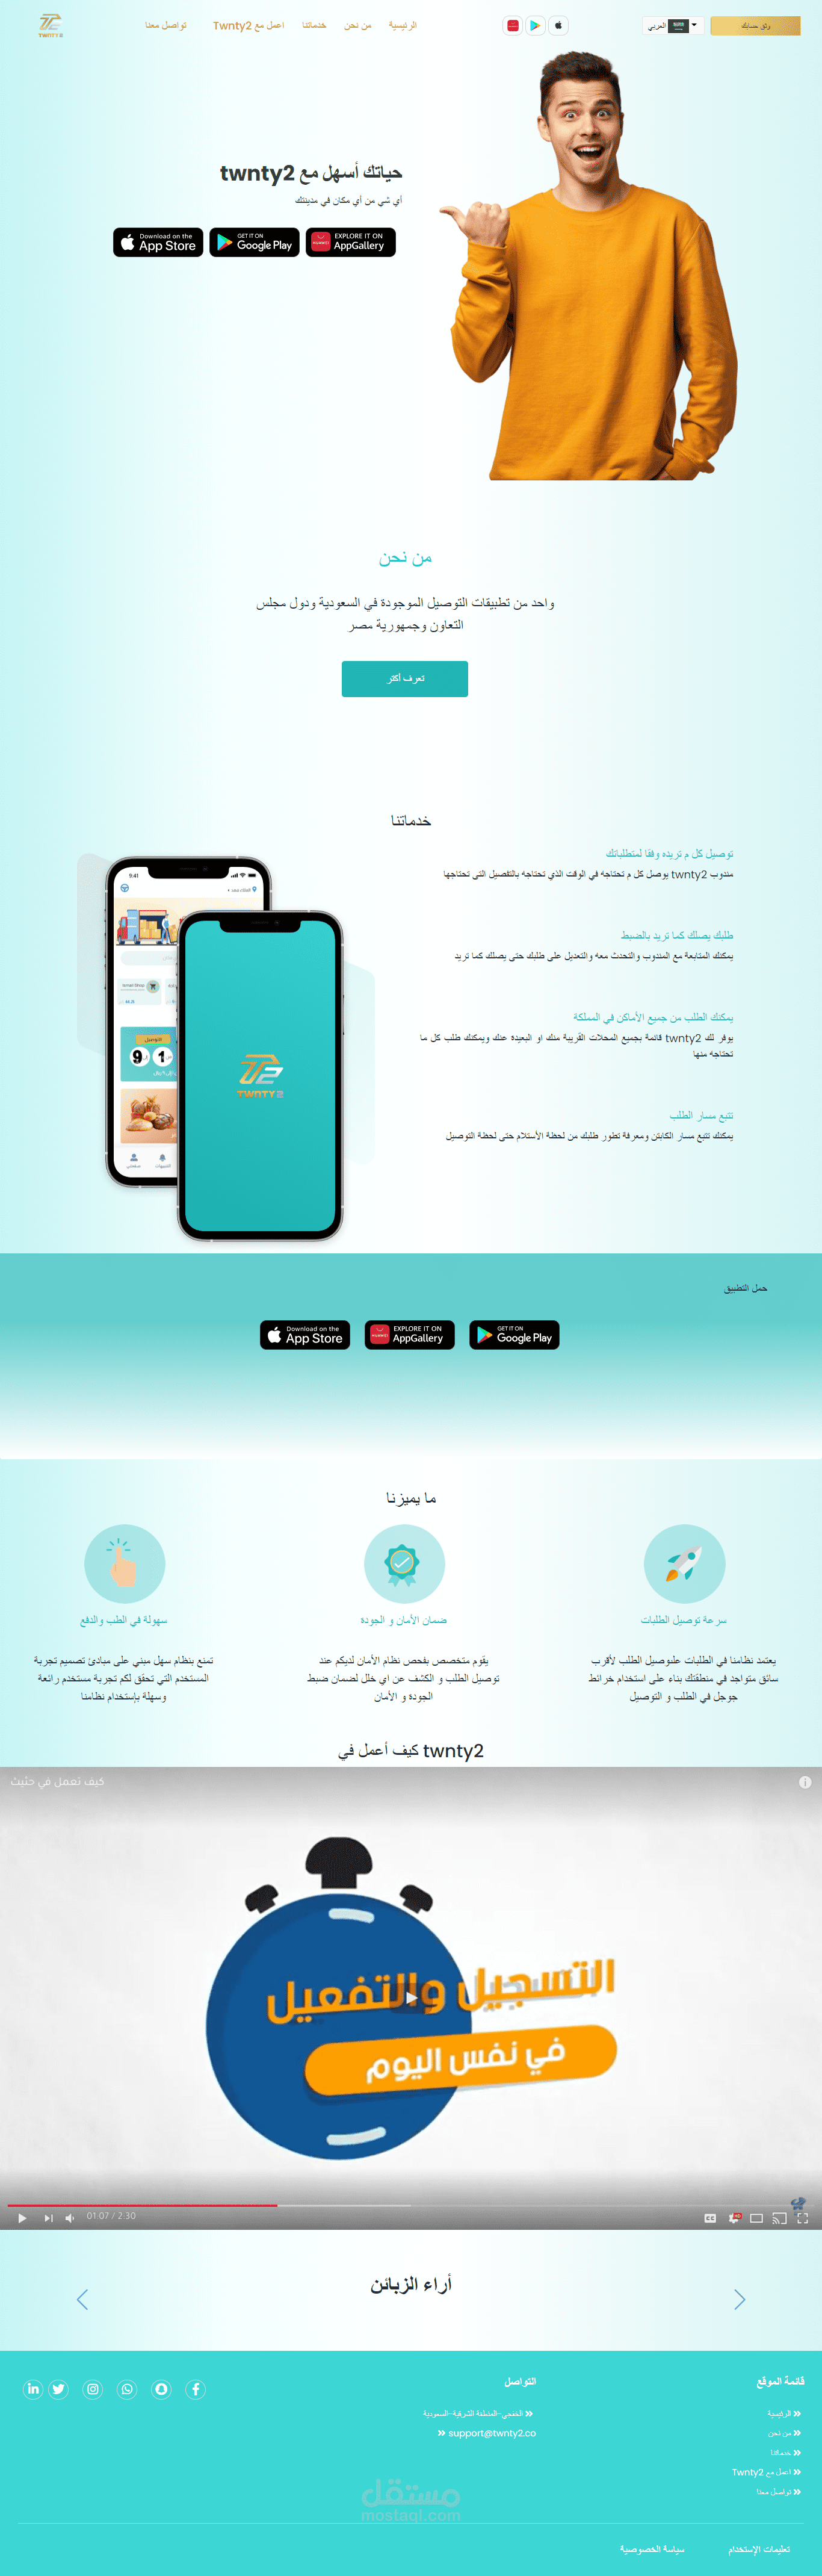 وثق حسابك
العربي
الرئيسية
من نحن
خدماتنا
اعمل مع Twnty2
تواصل معنا
TWNTY2
حياتك أسهل مع twnty2
أي شي من أي مكان في مدينتك
Download on the App Store
GET IT ON Google Play
EXPLORE IT ON AppGallery
من نحن
واحد من تطبيقات التوصيل الموجودة في السعودية ودول مجلس
التعاون وجمهورية مصر
تعرف أكثر
خدماتنا
توصيل كل م تريده وفقا لمتطلباتك
مندوب twnty2 يوصل كل م تحتاجه في الوقت الذي تحتاجه بالتفصيل التى تحتاجها
طلبك يصلك كما تريد بالضبط
يمكنك المتابعة مع المندوب والتحدث معه والتعديل على طلبك حتى يصلك كما تريد
يمكنك الطلب من جميع الأماكن في المملكة
يوفر لك twnty2 قائمة بجميع المحلات القريبة منك او البعيدة عنك ويمكنك طلب كل ما
تحتاجه منها
تتبع مسار الطلب
يمكنك تتبع مسار الكابتن ومعرفة تطور طلبك من لحظة الأستلام حتى لحظة التوصيل
9:41
التوصيل
9 1
TWNTY2
حمل التطبيق
Download on the App Store
EXPLORE IT ON AppGallery
GET IT ON Google Play
ما يميزنا
سرعة توصيل الطلبات
يعتمد نظامنا في الطلبات علىوصيل الطلب لأقرب
سائق متواجد في منطقتك بناء على استخدام خرائط
جوجل في الطلب و التوصيل
ضمان الأمان و الجودة
يقوم متخصص بفحص نظام الأمان لديكم عند
توصيل الطلب و الكشف عن اي خلل لضمان ضبط
الجودة و الأمان
سهولة في الطب والدفع
تمنع بنظام سهل مبني على مبادئ تصميم تجربة
المستخدم التي تحقق لكم تجربة مستخدم رائعة
وسهلة بإستخدام نظامنا
كيف أعمل في twnty2
كيف تعمل في حثيث
التسجيل والتفعيل
في نفس اليوم
01:07 / 2:30
CC
HD
أراء الزبائن
قائمة الموقع
الرئيسية
من نحن
خدماتنا
اعمل مع Twnty2
تواصل معنا
التواصل
الخفجي-المنطقة الشرقية-السعودية
support@twnty2.co
مستقل
mostaql.com
تعليمات الإستخدام
سياسة الخصوصية